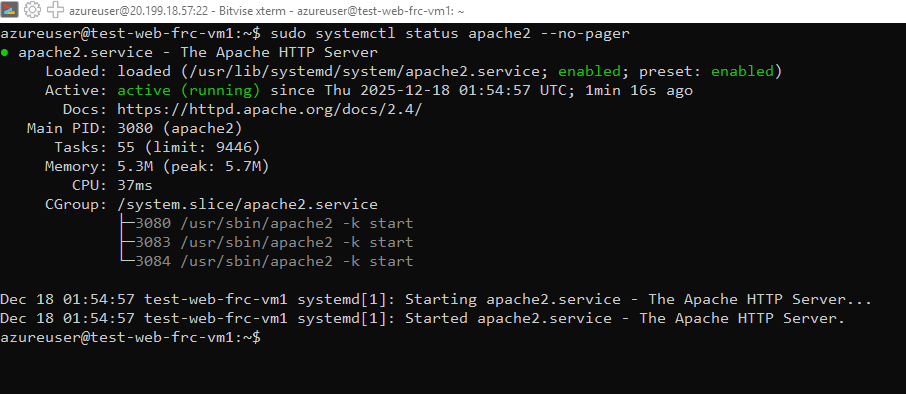 azureuser@20.199.18.57:22 - Bitvise xterm - azureuser@test-web-frc-vm1: ~
azureuser@test-web-frc-vm1:~$ sudo systemctl status apache2 --no-pager
● apache2.service - The Apache HTTP Server
     Loaded: loaded (/usr/lib/systemd/system/apache2.service; enabled; preset: enabled)
     Active: active (running) since Thu 2025-12-18 01:54:57 UTC; 1min 16s ago
       Docs: https://httpd.apache.org/docs/2.4/
   Main PID: 3080 (apache2)
      Tasks: 55 (limit: 9446)
     Memory: 5.3M (peak: 5.7M)
        CPU: 37ms
     CGroup: /system.slice/apache2.service
             ├─3080 /usr/sbin/apache2 -k start
             ├─3083 /usr/sbin/apache2 -k start
             └─3084 /usr/sbin/apache2 -k start
Dec 18 01:54:57 test-web-frc-vm1 systemd[1]: Starting apache2.service - The Apache HTTP Server...
Dec 18 01:54:57 test-web-frc-vm1 systemd[1]: Started apache2.service - The Apache HTTP Server.
azureuser@test-web-frc-vm1:~$